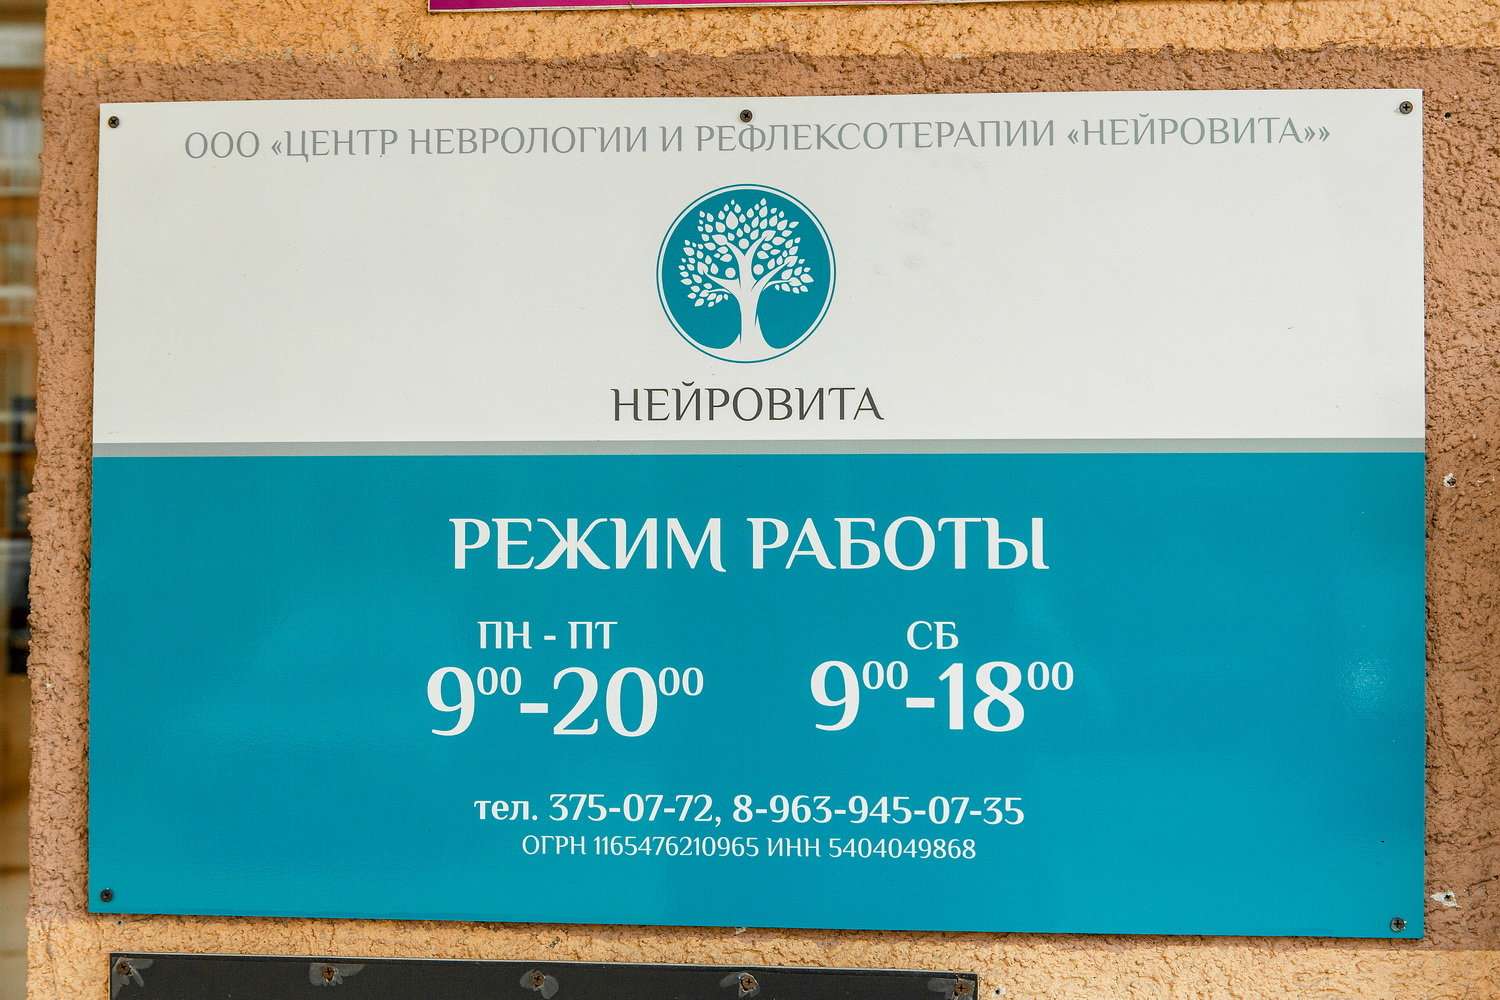 ООО «ЦЕНТР НЕВРОЛОГИИ И РЕФЛЕКСОТЕРАПИИ «НЕЙРОВИТА»»
НЕЙРОВИТА
РЕЖИМ РАБОТЫ
ПН - ПТ СБ
9⁰⁰-20⁰⁰ 9⁰⁰-18⁰⁰
тел. 375-07-72, 8-963-945-07-35
ОГРН 1165476210965 ИНН 5404049868